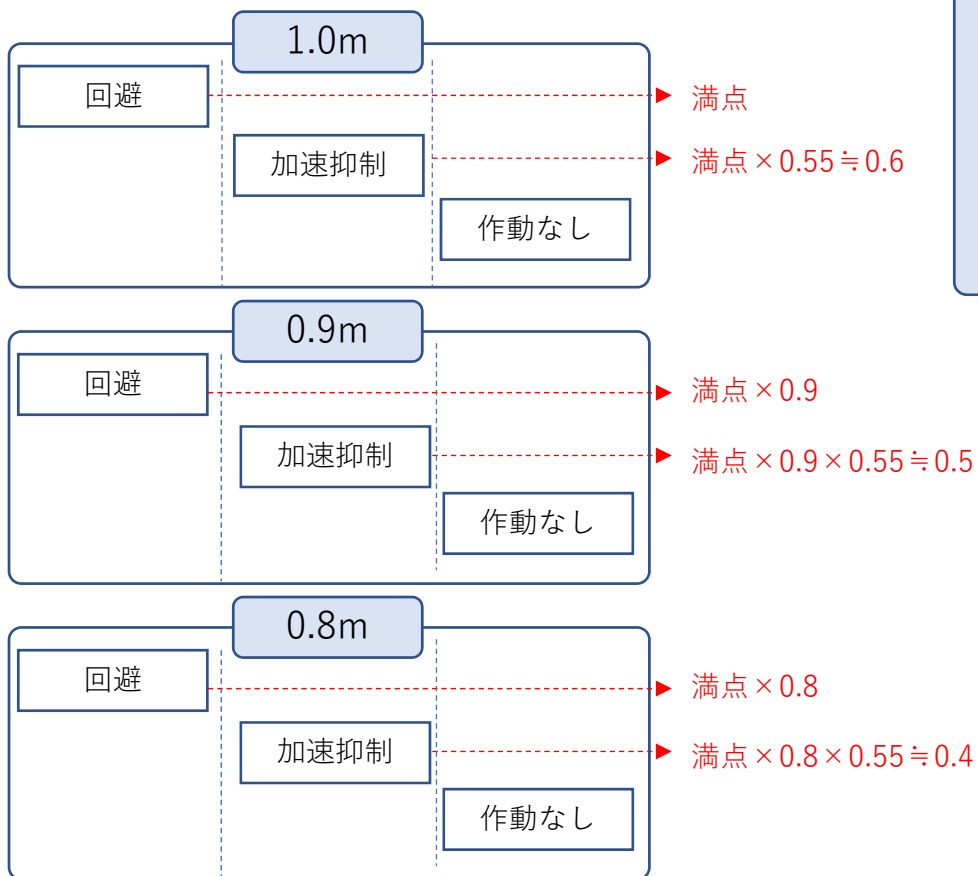 1.0m
回避
満点
加速抑制
満点×0.55≒0.6
作動なし
0.9m
回避
満点×0.9
加速抑制
満点×0.9×0.55≒0.5
作動なし
0.8m
回避
満点×0.8
加速抑制
満点×0.8×0.55≒0.4
作動なし